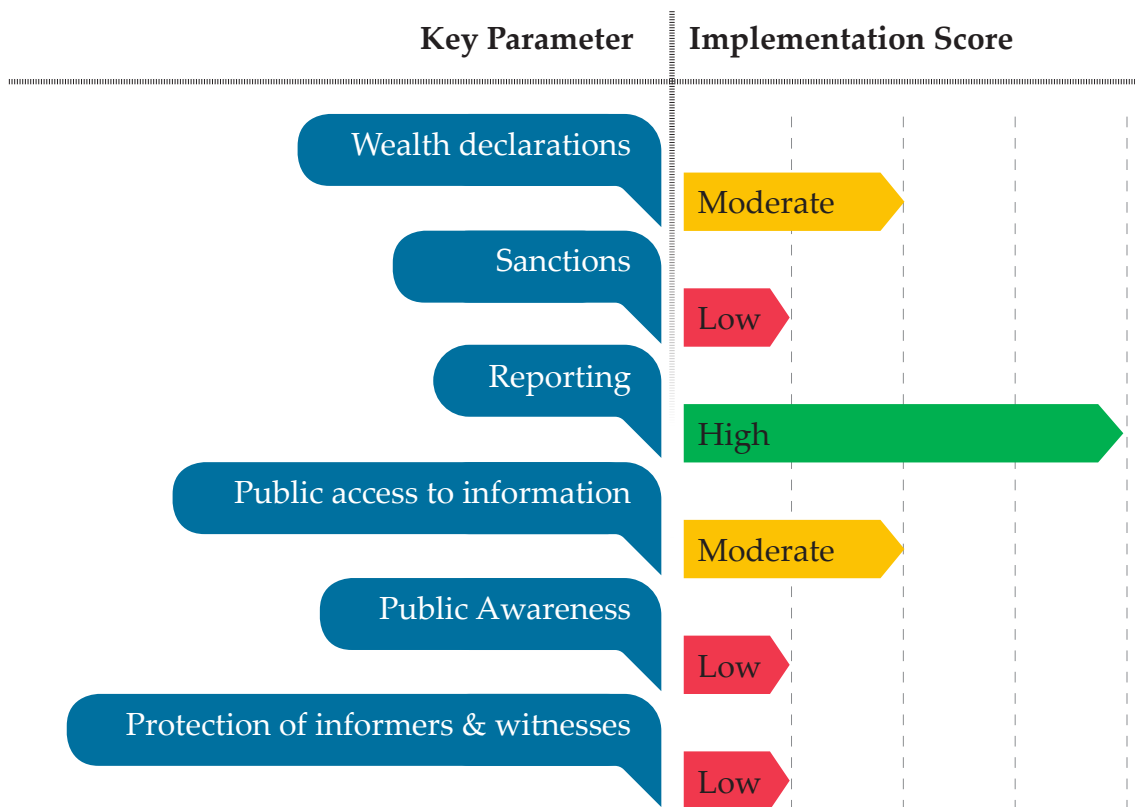 Key Parameter
Implementation Score
Wealth declarations
Moderate
Sanctions
Low
Reporting
High
Public access to information
Moderate
Public Awareness
Low
Protection of informers & witnesses
Low